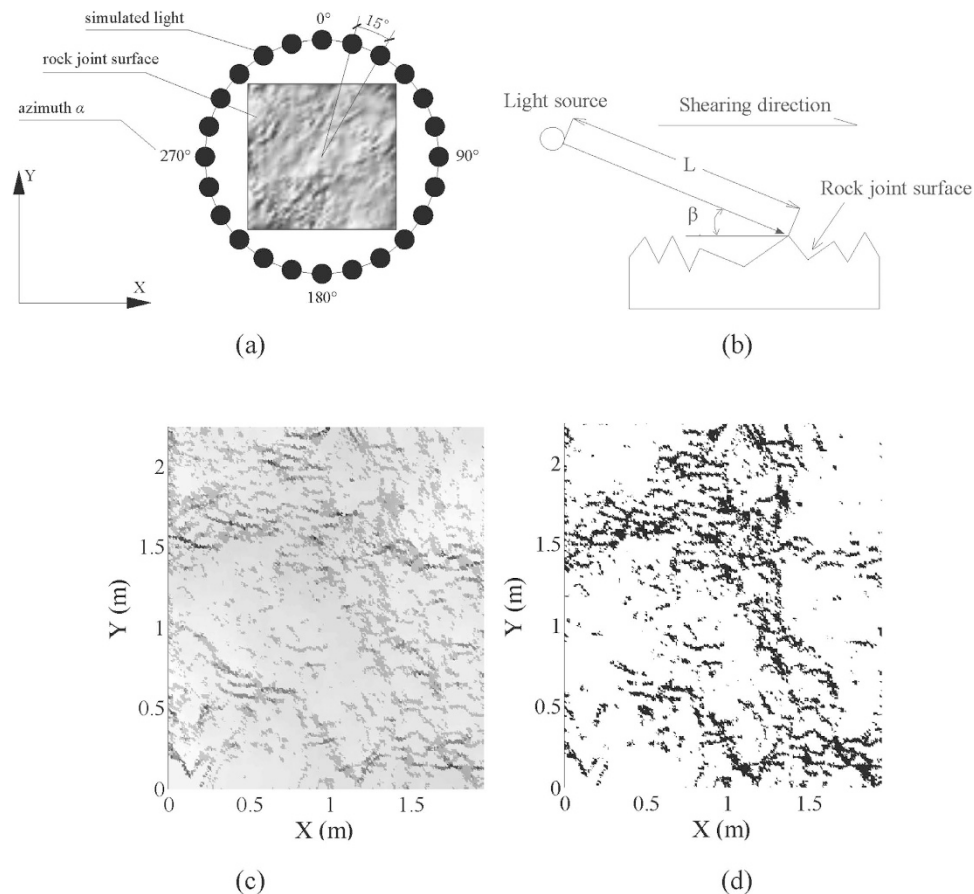 simulated light
0°
15°
rock joint surface
azimuth α
270°
90°
180°
Y
X
(a)
Light source
Shearing direction
L
β
Rock joint surface
(b)
2
1.5
1
0.5
0
Y (m)
0 0.5 1 1.5
X (m)
(c)
2
1.5
1
0.5
0
Y (m)
0 0.5 1 1.5
X (m)
(d)